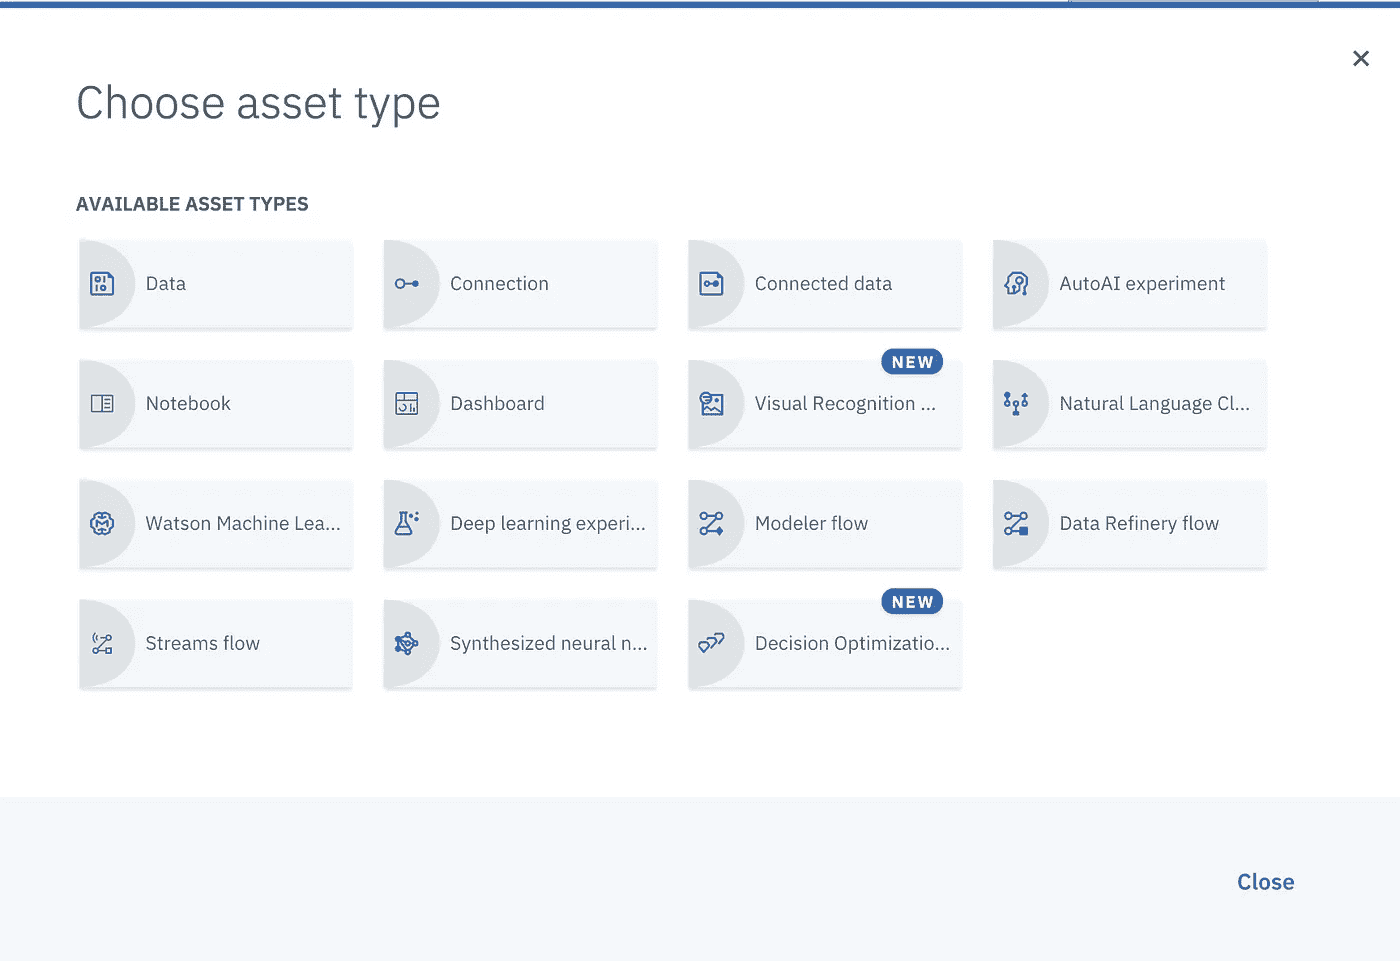 Choose asset type
AVAILABLE ASSET TYPES
Data
Connection
Connected data
AutoAI experiment
Notebook
Dashboard
NEW
Visual Recognition ...
Natural Language Cl...
Watson Machine Lea...
Deep learning experi...
Modeler flow
Data Refinery flow
Streams flow
Synthesized neural n...
NEW
Decision Optimizatio...
Close